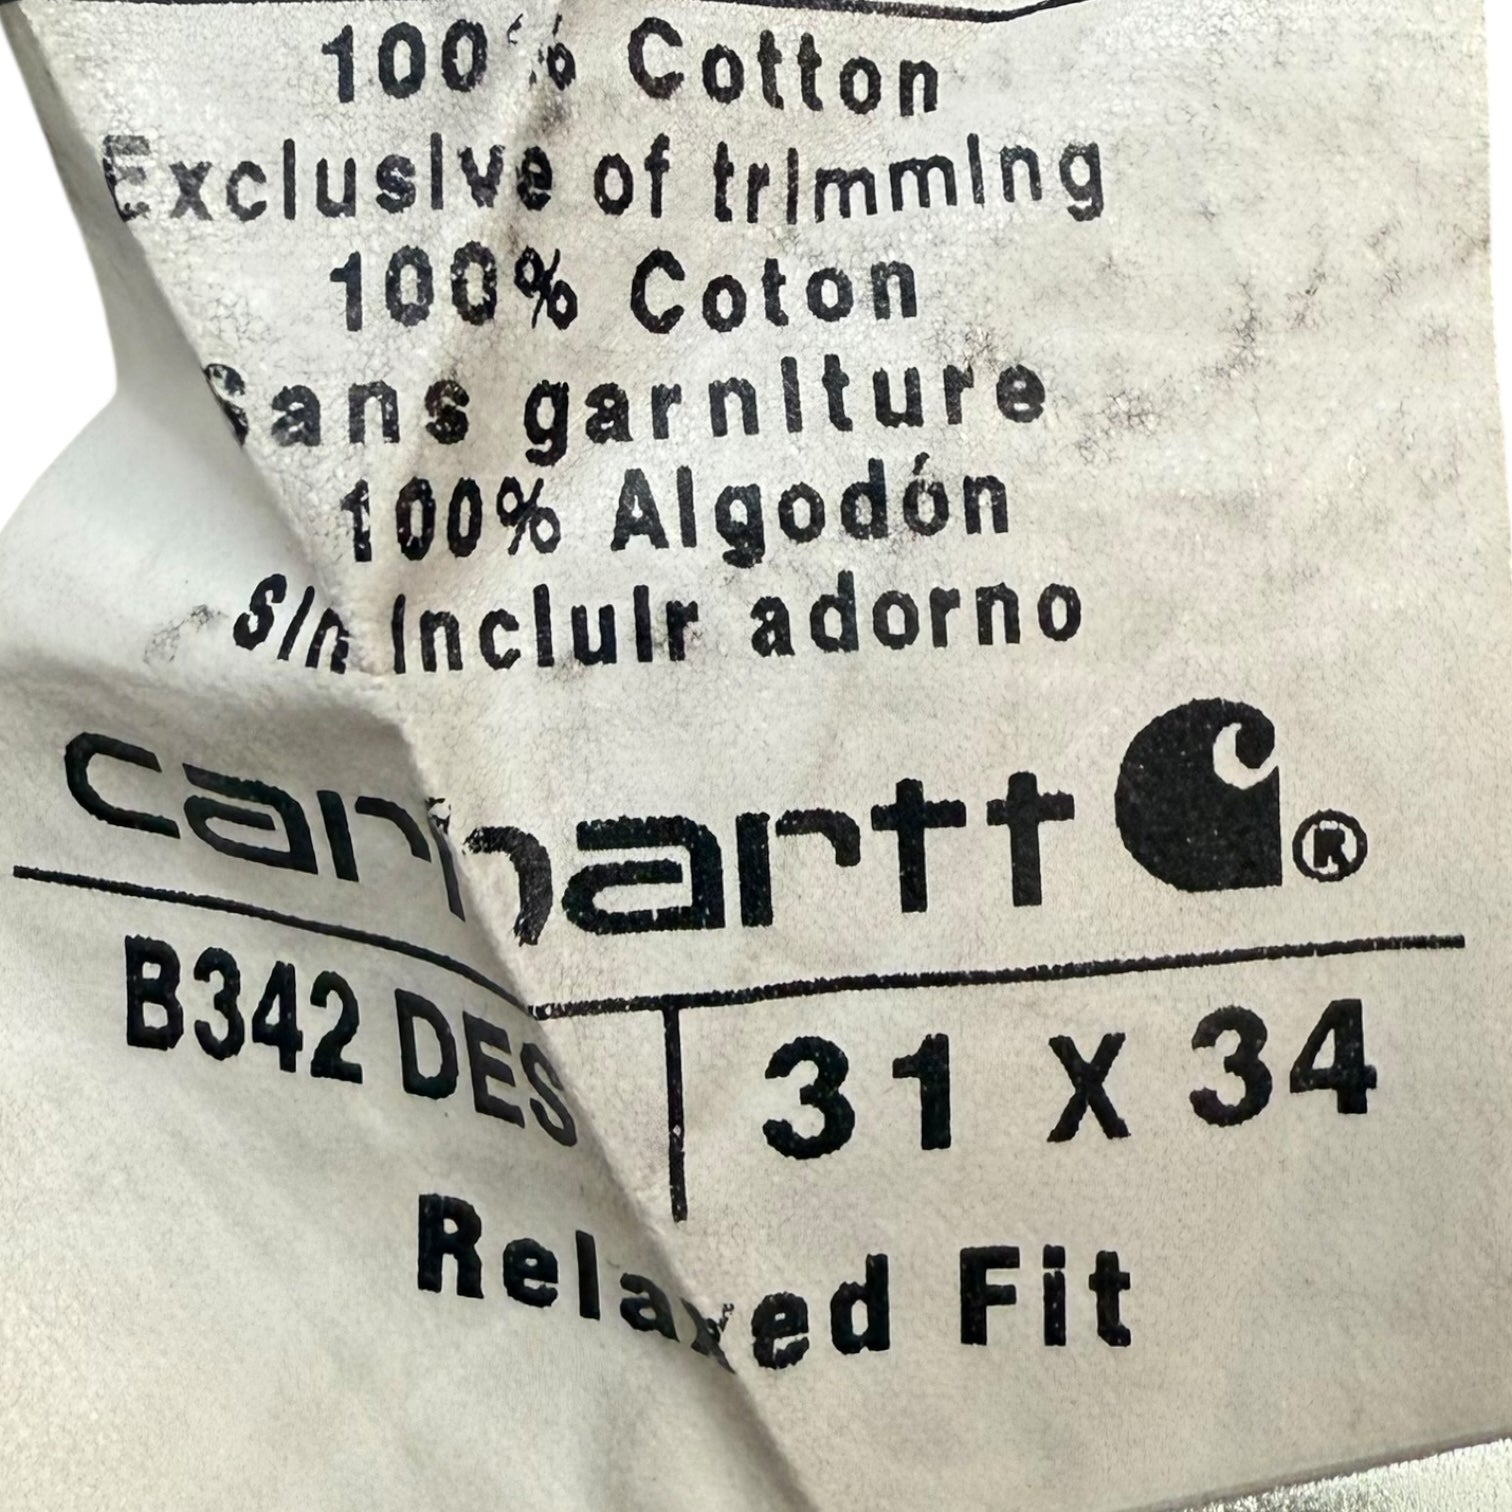 100% Cotton
Exclusive of trimming
100% Coton
Sans garniture
100% Algodón
Sin incluir adorno
carhartt ®
B342 DES 31 X 34
Relaxed Fit